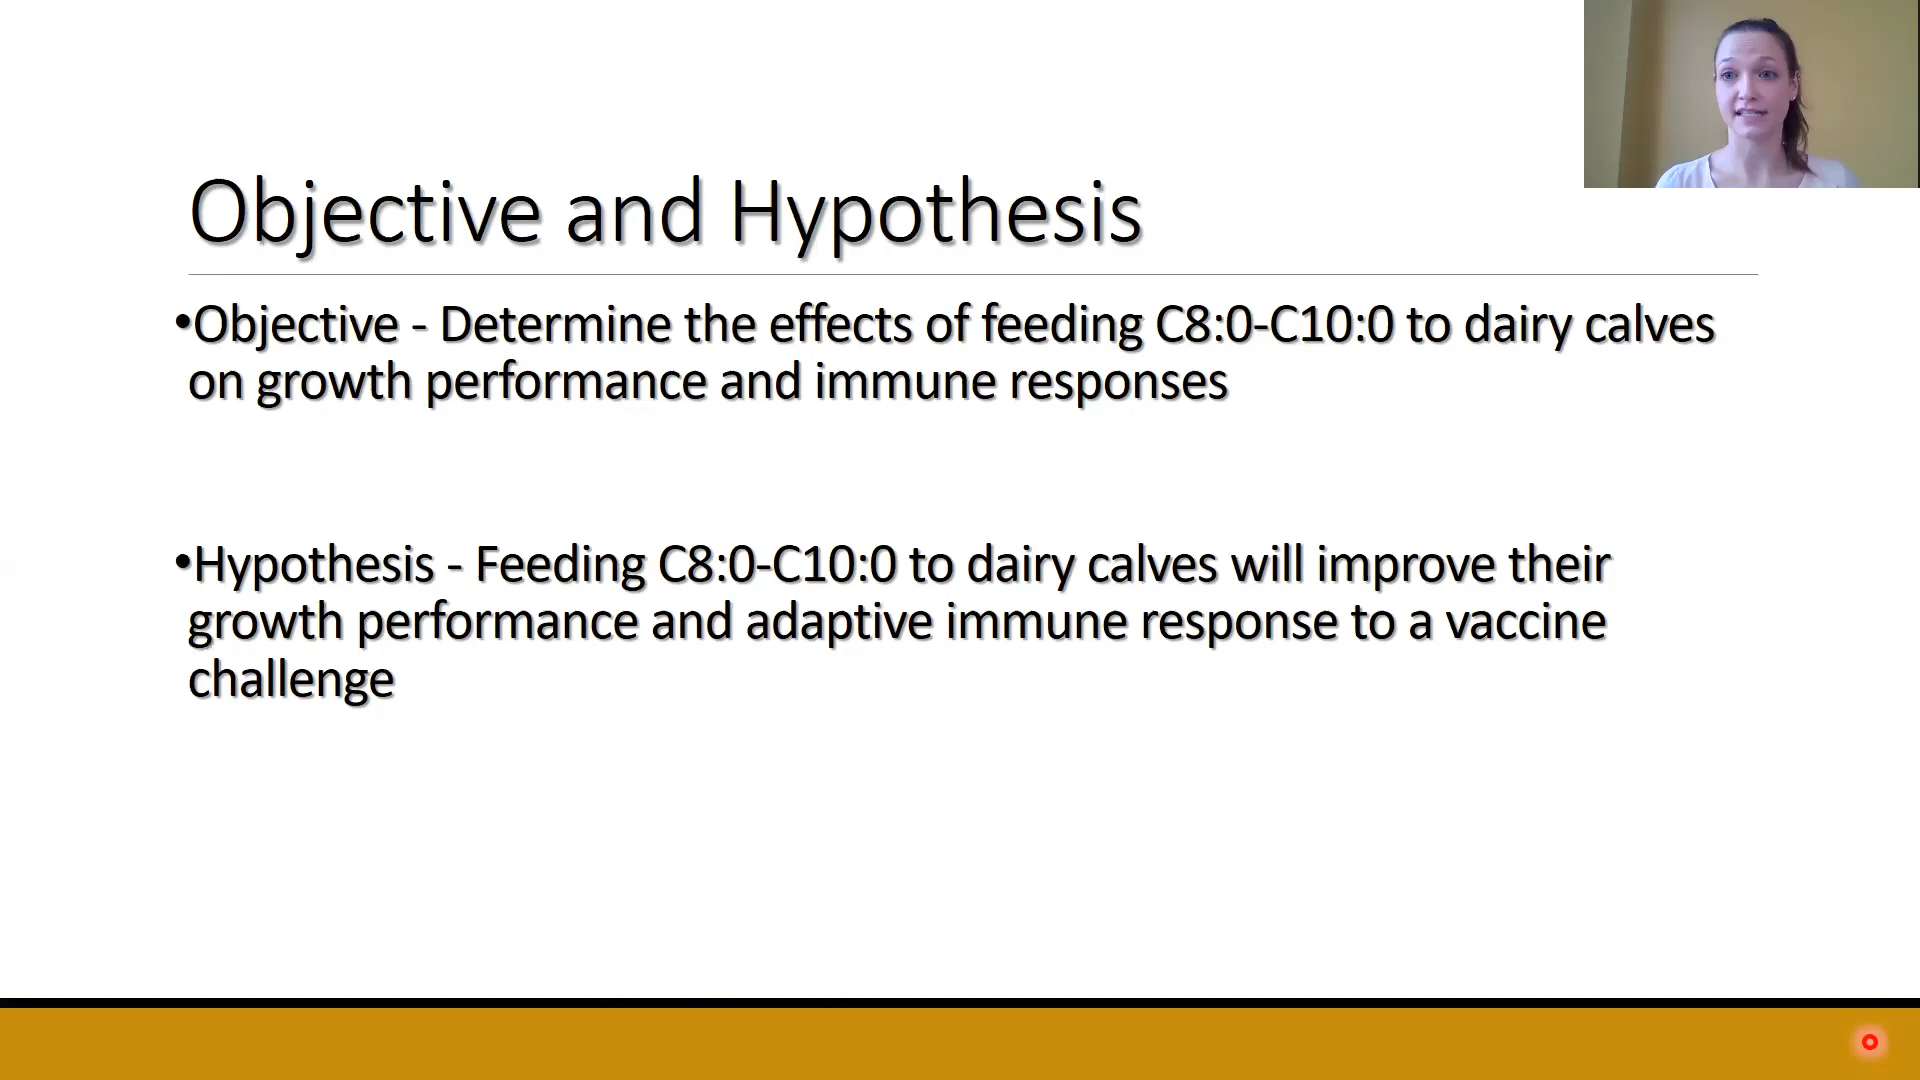 Objective and Hypothesis
•Objective - Determine the effects of feeding C8:0-C10:0 to dairy calves
on growth performance and immune responses
•Hypothesis - Feeding C8:0-C10:0 to dairy calves will improve their
growth performance and adaptive immune response to a vaccine
challenge